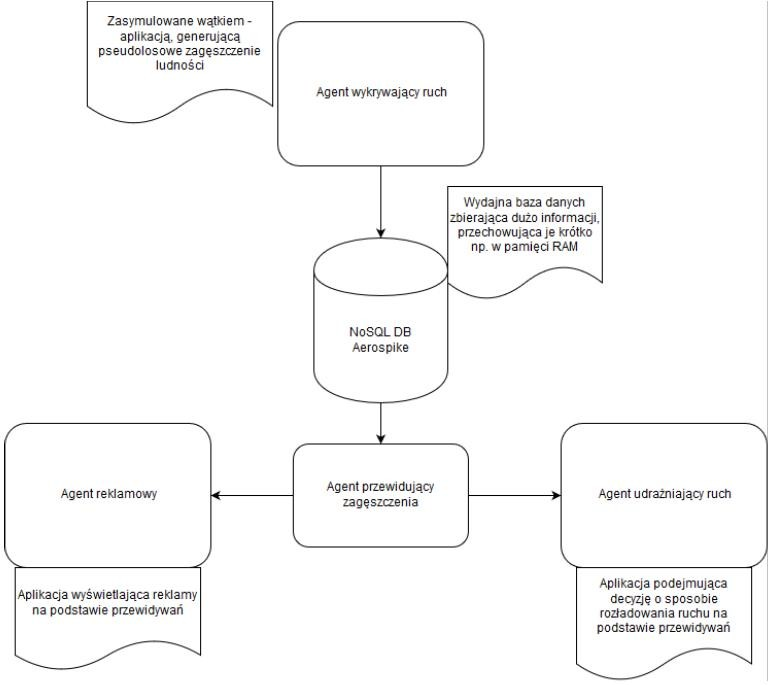 Zasymulowane wątkiem -
aplikacją, generującą
pseudolosowe zagęszczenie
ludności
Agent wykrywający ruch
Wydajna baza danych
zbierająca dużo informacji,
przechowująca je krótko
np. w pamięci RAM
NoSQL DB
Aerospike
Agent reklamowy
Agent przewidujący
zagęszczenia
Agent udrażniający ruch
Aplikacja wyświetlająca reklamy
na podstawie przewidywań
Aplikacja podejmująca
decyzję o sposobie
rozładowania ruchu na
podstawie przewidywań